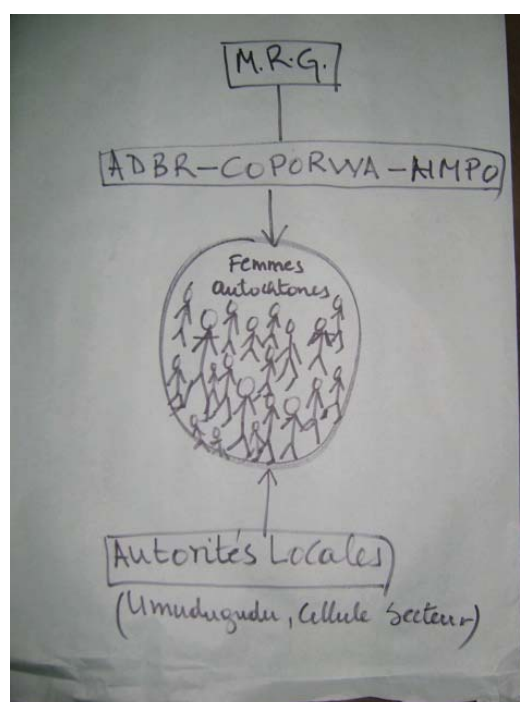 M.R.G.
ADBR-COPORWA-AIMPO
Femmes
autochtones
Autorités Locales
(Umudugudu, Cellule Secteur)